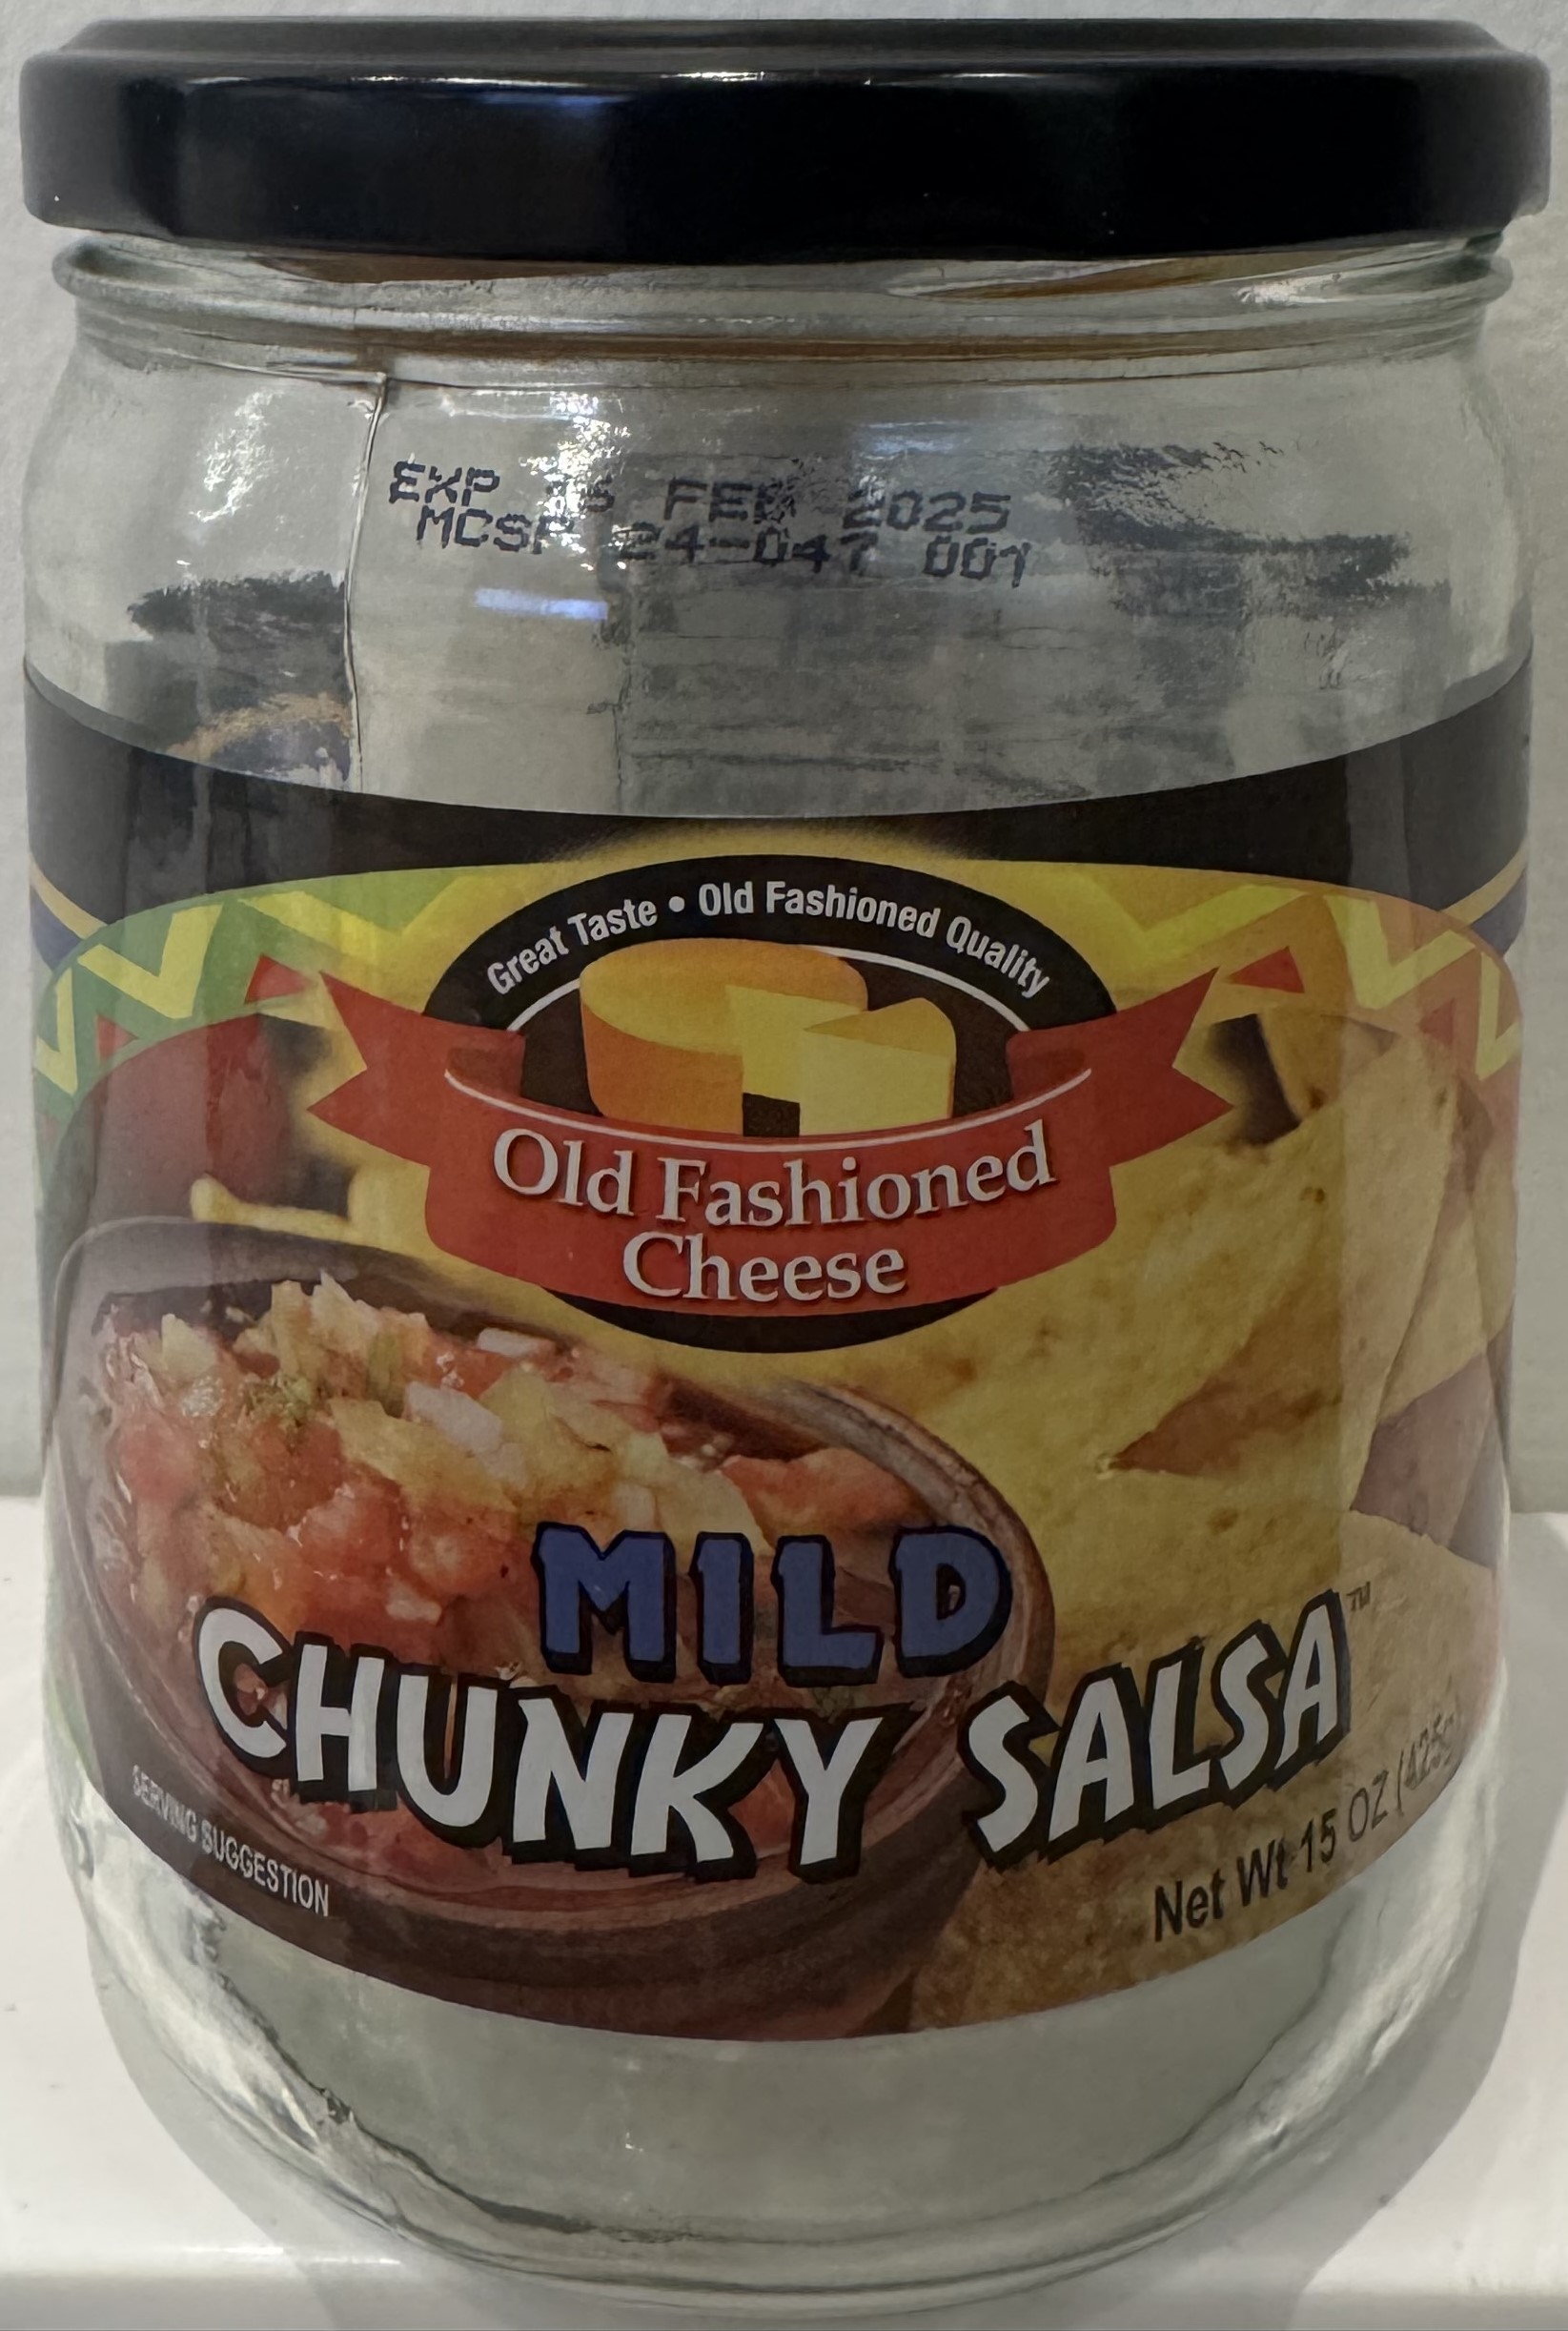 EXP FEB 2025
24-047 001
Great Taste • Old Fashioned Quality
Old Fashioned
Cheese
MILD
CHUNKY SALSA™
SERVING SUGGESTION
Net Wt 15 OZ (425g)